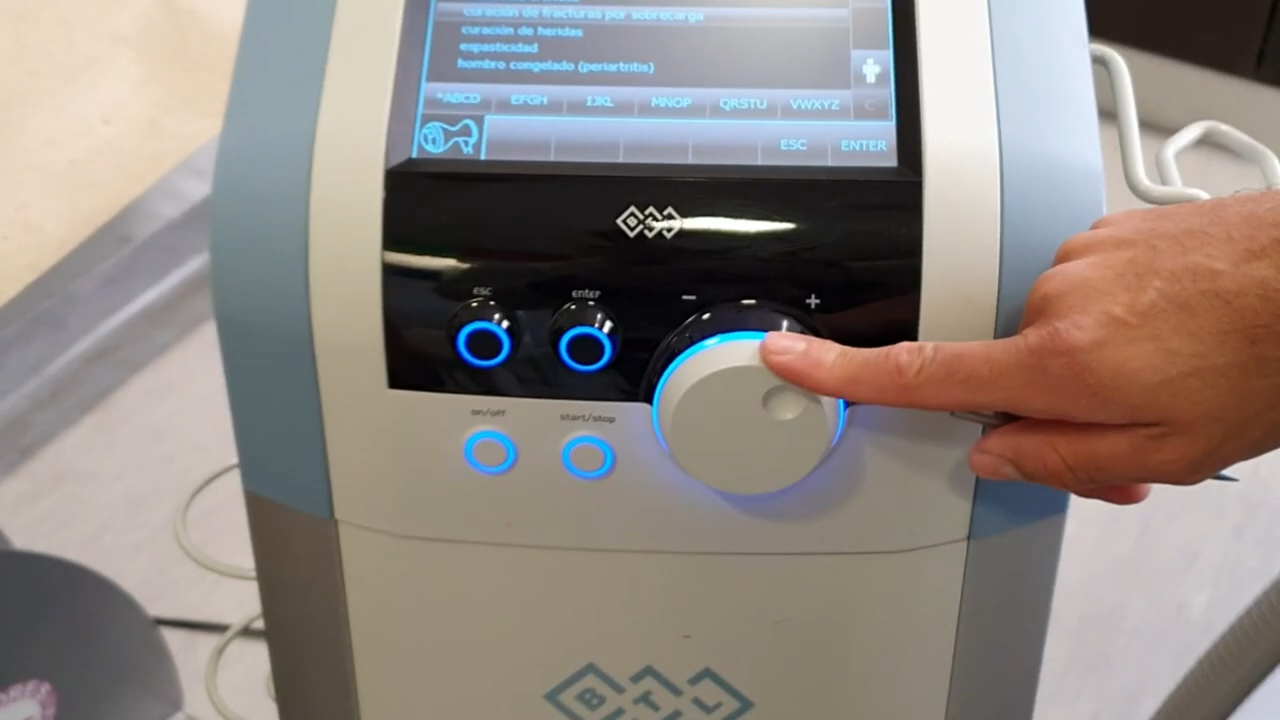 curación de fracturas por sobrecarga
curación de heridas
espasticidad
hombro congelado (periartritis)
*ABCD EFGH IJKL MNOP QRSTU VWXYZ C
ESC ENTER
BTL
esc enter - +
on/off start/stop
BTL